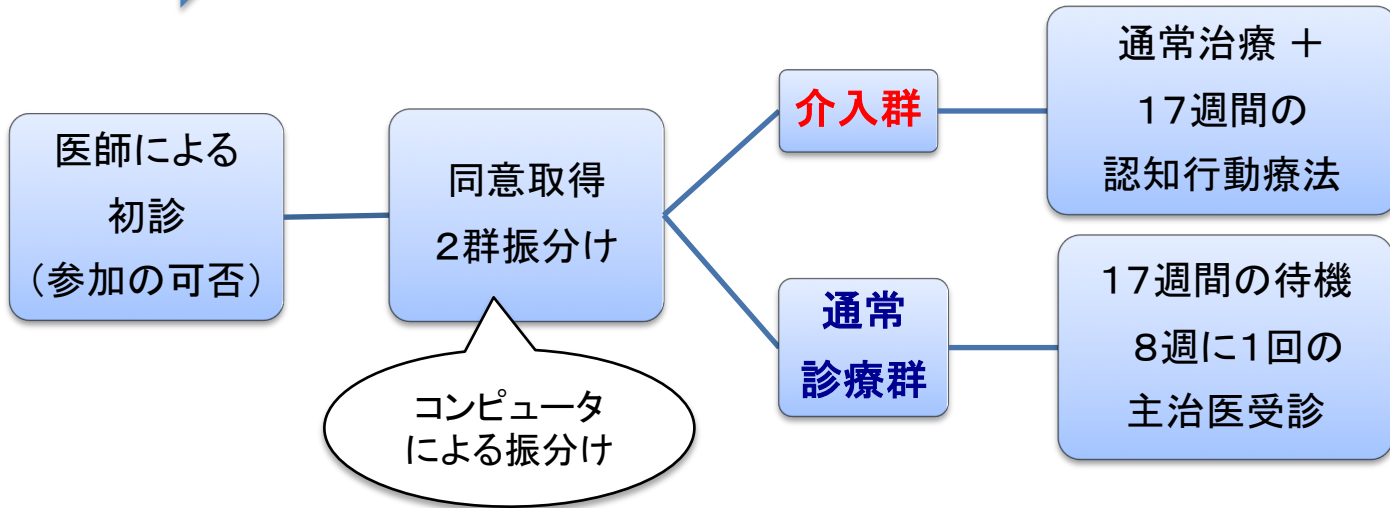 医師による
初診
（参加の可否）
同意取得
２群振分け
コンピュータ
による振分け
介入群
通常治療 ＋
17週間の
認知行動療法
通常
診療群
17週間の待機
８週に１回の
主治医受診